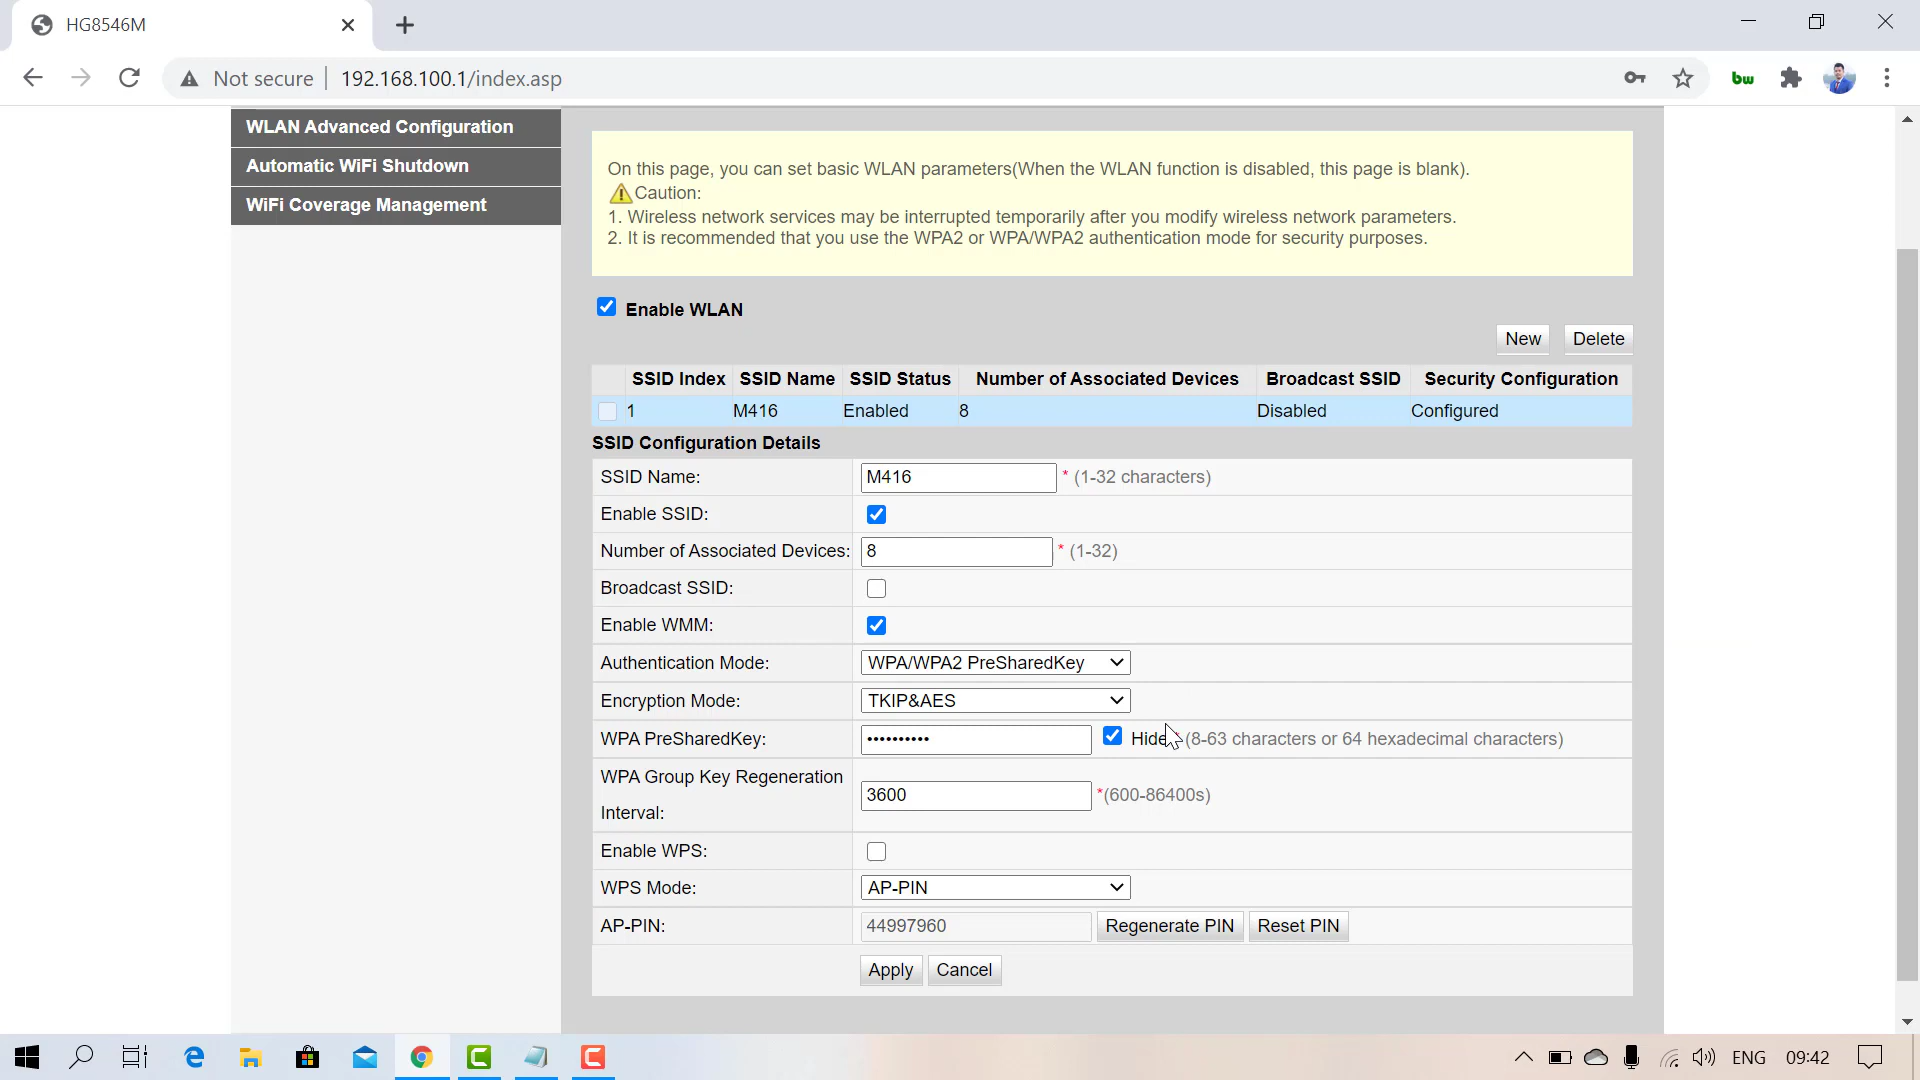 HG8546M
Not secure
192.168.100.1/index.asp
bw
WLAN Advanced Configuration
Automatic WiFi Shutdown
WiFi Coverage Management
On this page, you can set basic WLAN parameters(When the WLAN function is disabled, this page is blank).
Caution:
1. Wireless network services may be interrupted temporarily after you modify wireless network parameters.
2. It is recommended that you use the WPA2 or WPA/WPA2 authentication mode for security purposes.
Enable WLAN
New Delete
SSID Index SSID Name SSID Status Number of Associated Devices Broadcast SSID Security Configuration
1 M416 Enabled 8 Disabled Configured
SSID Configuration Details
SSID Name: M416 * (1-32 characters)
Enable SSID:
Number of Associated Devices: 8 * (1-32)
Broadcast SSID:
Enable WMM:
Authentication Mode: WPA/WPA2 PreSharedKey
Encryption Mode: TKIP&AES
WPA PreSharedKey: •••••••••• Hide * (8-63 characters or 64 hexadecimal characters)
WPA Group Key Regeneration
Interval:
3600 *(600-86400s)
Enable WPS:
WPS Mode: AP-PIN
AP-PIN: 44997960 Regenerate PIN Reset PIN
Apply Cancel
ENG 09:42